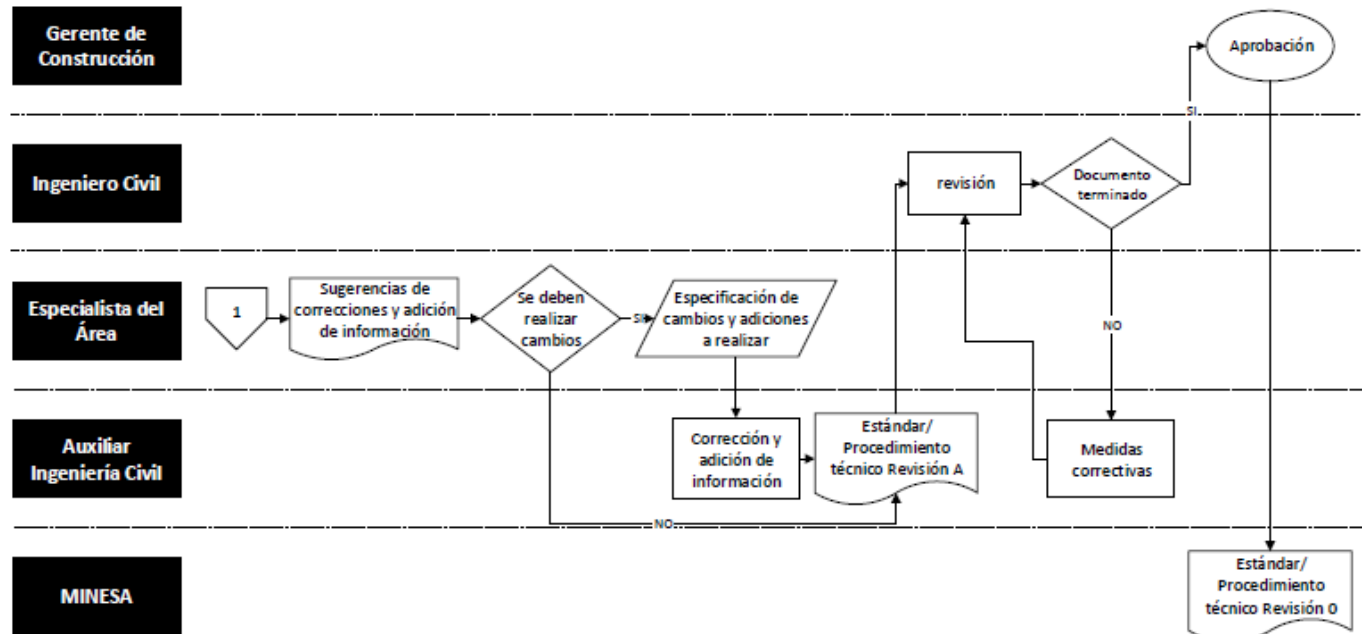 Gerente de
Construcción
Aprobación
SI
Ingeniero Civil
revisión
Documento
terminado
NO
Especialista del
Área
1
Sugerencias de
correcciones y adición
de información
Se deben
realizar
cambios
SI
Especificación de
cambios y adiciones
a realizar
Auxiliar
Ingeniería Civil
Corrección y
adición de
información
Estándar/
Procedimiento
técnico Revisión A
Medidas
correctivas
NO
MINESA
Estándar/
Procedimiento
técnico Revisión 0